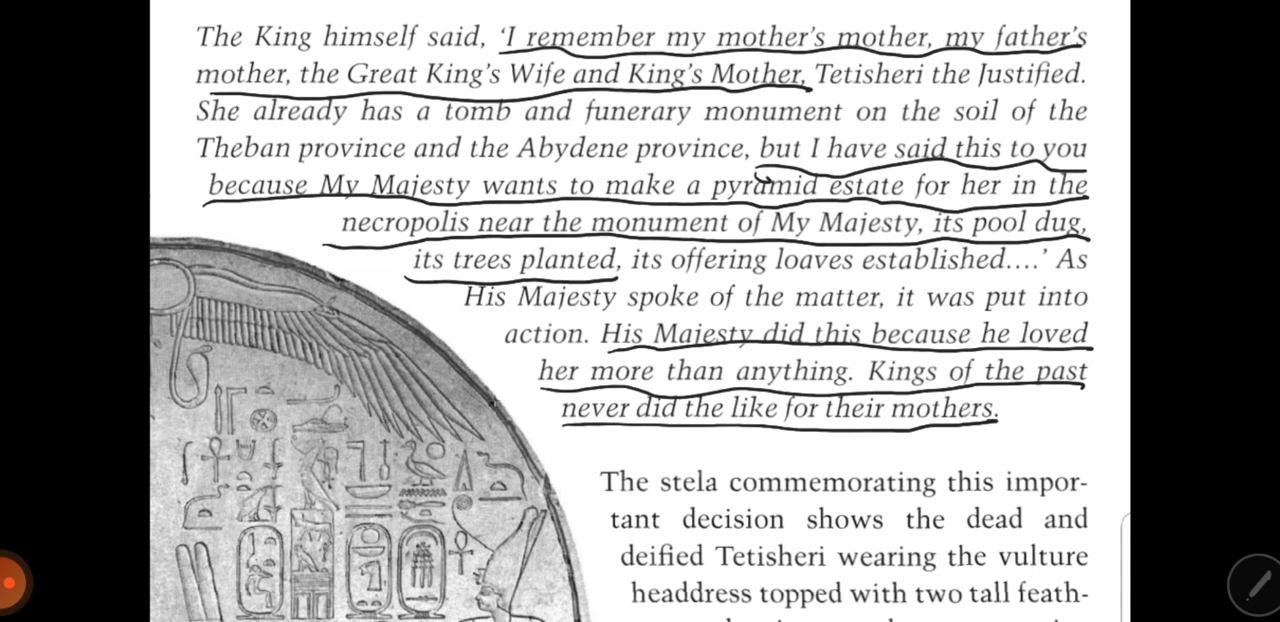 The King himself said, ‘I remember my mother’s mother, my father’s
mother, the Great King’s Wife and King’s Mother, Tetisheri the Justified.
She already has a tomb and funerary monument on the soil of the
Theban province and the Abydene province, but I have said this to you
because My Majesty wants to make a pyramid estate for her in the
necropolis near the monument of My Majesty, its pool dug,
its trees planted, its offering loaves established....’ As
His Majesty spoke of the matter, it was put into
action. His Majesty did this because he loved
her more than anything. Kings of the past
never did the like for their mothers.
The stela commemorating this impor-
tant decision shows the dead and
deified Tetisheri wearing the vulture
headdress topped with two tall feath-